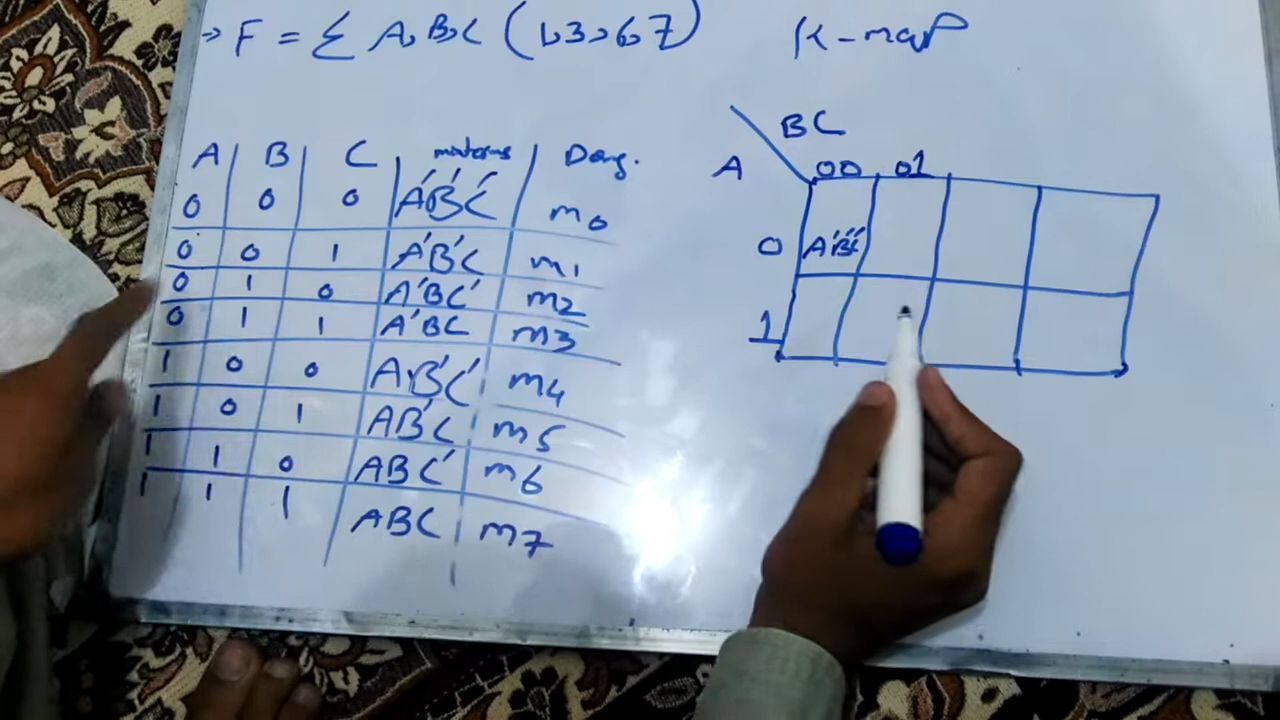 → F = Σ A,B,C (1,3,6,7)
K-map
A B C minterms Desg.
0 0 0 A'B'C' m0
0 0 1 A'B'C m1
0 1 0 A'BC' m2
0 1 1 A'BC m3
1 0 0 AB'C' m4
1 0 1 AB'C m5
1 1 0 ABC' m6
1 1 1 ABC m7
BC
A 00 01
0 A'B'C'
1